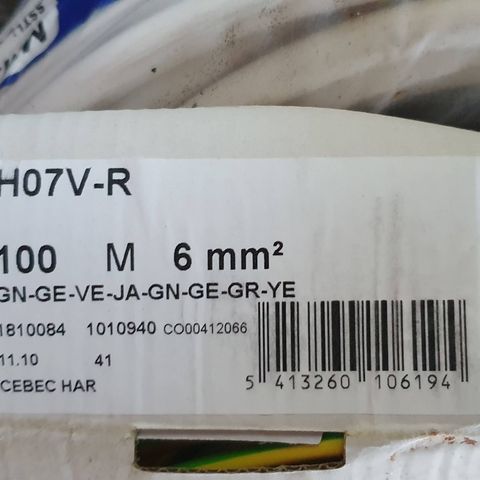 H07V-R
100 M 6 mm²
GN-GE-VE-JA-GN-GE-GR-YE
1810084 1010940 CO00412066
11.10 41
CEBEC HAR
5 413260 106194